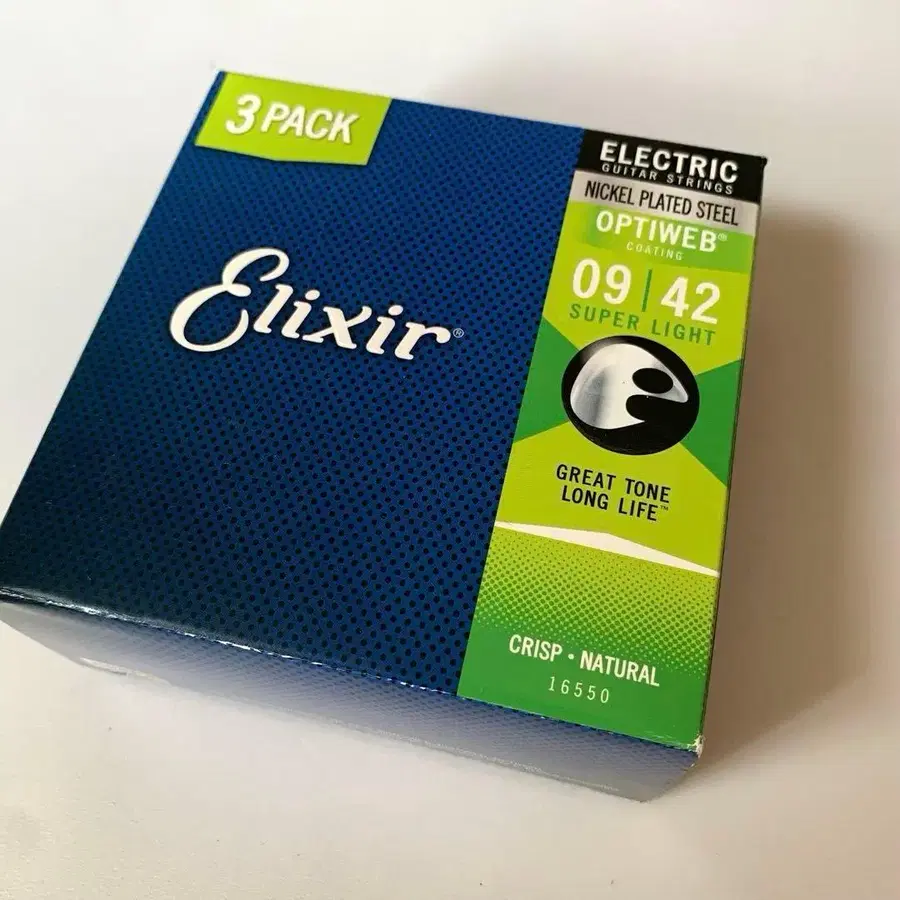 3 PACK
Elixir®
ELECTRIC
GUITAR STRINGS
NICKEL PLATED STEEL
OPTIWEB®
COATING
09 | 42
SUPER LIGHT
GREAT TONE
LONG LIFE™
CRISP • NATURAL
16550